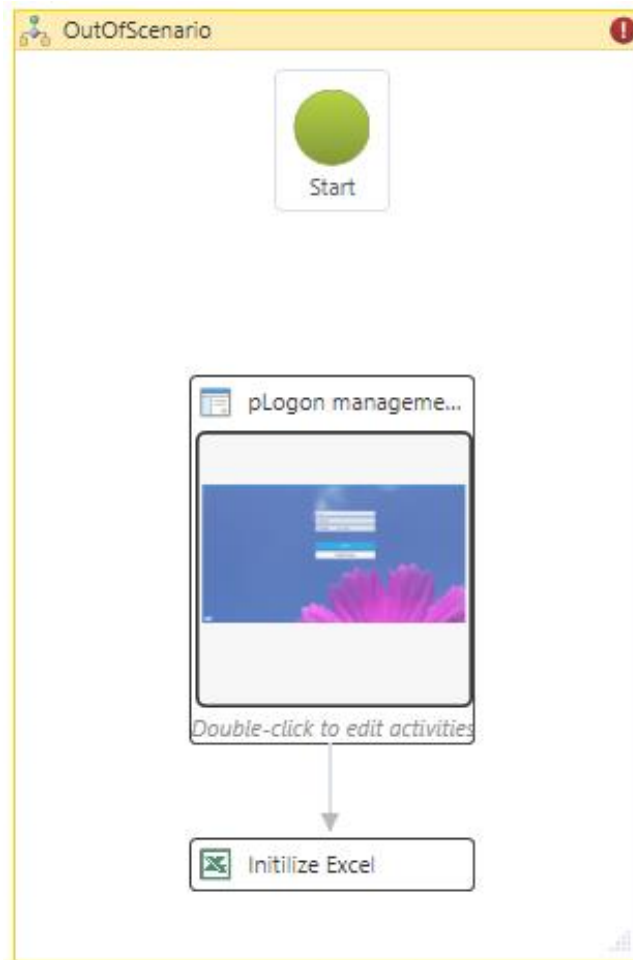 OutOfScenario
Start
pLogon manageme...
Double-click to edit activities
Initilize Excel